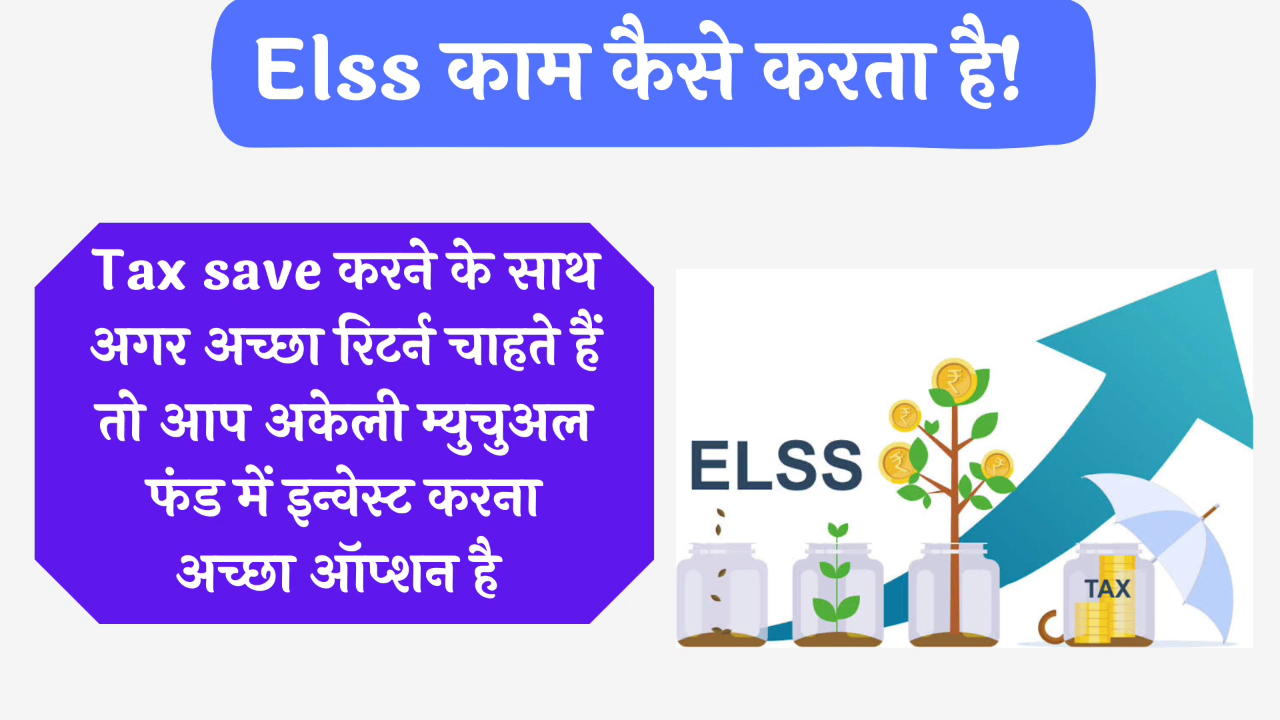 Elss काम कैसे करता है!
Tax save करने के साथ
अगर अच्छा रिटर्न चाहते हैं
तो आप अकेली म्युचुअल
फंड में इन्वेस्ट करना
अच्छा ऑप्शन है
ELSS
TAX